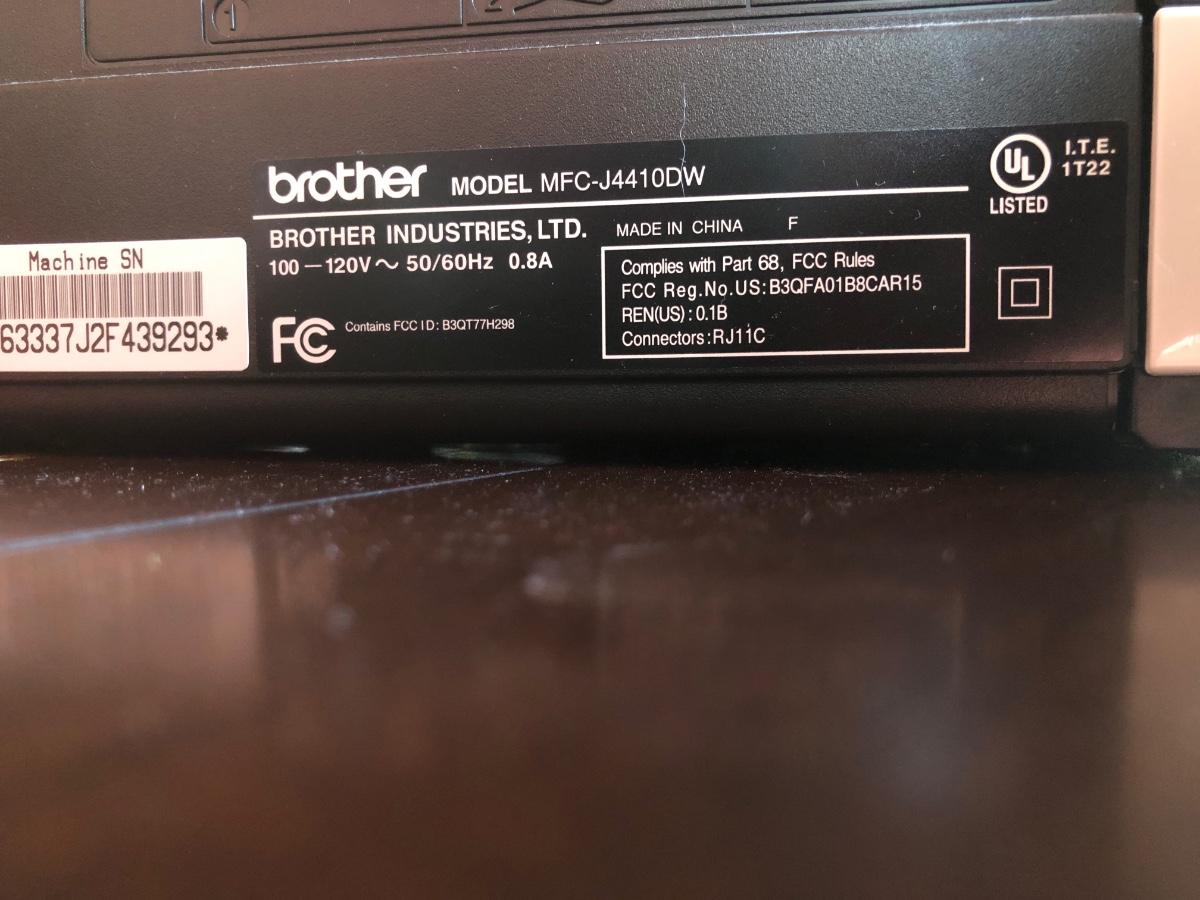 1
2
brother MODEL MFC-J4410DW
BROTHER INDUSTRIES, LTD.
100 — 120V ~ 50/60Hz 0.8A
FC Contains FCC ID: B3QT77H298
MADE IN CHINA F
Complies with Part 68, FCC Rules
FCC Reg.No.US:B3QFA01B8CAR15
REN(US): 0.1B
Connectors:RJ11C
UL
LISTED
I.T.E.
1T22
Machine SN
63337J2F439293*